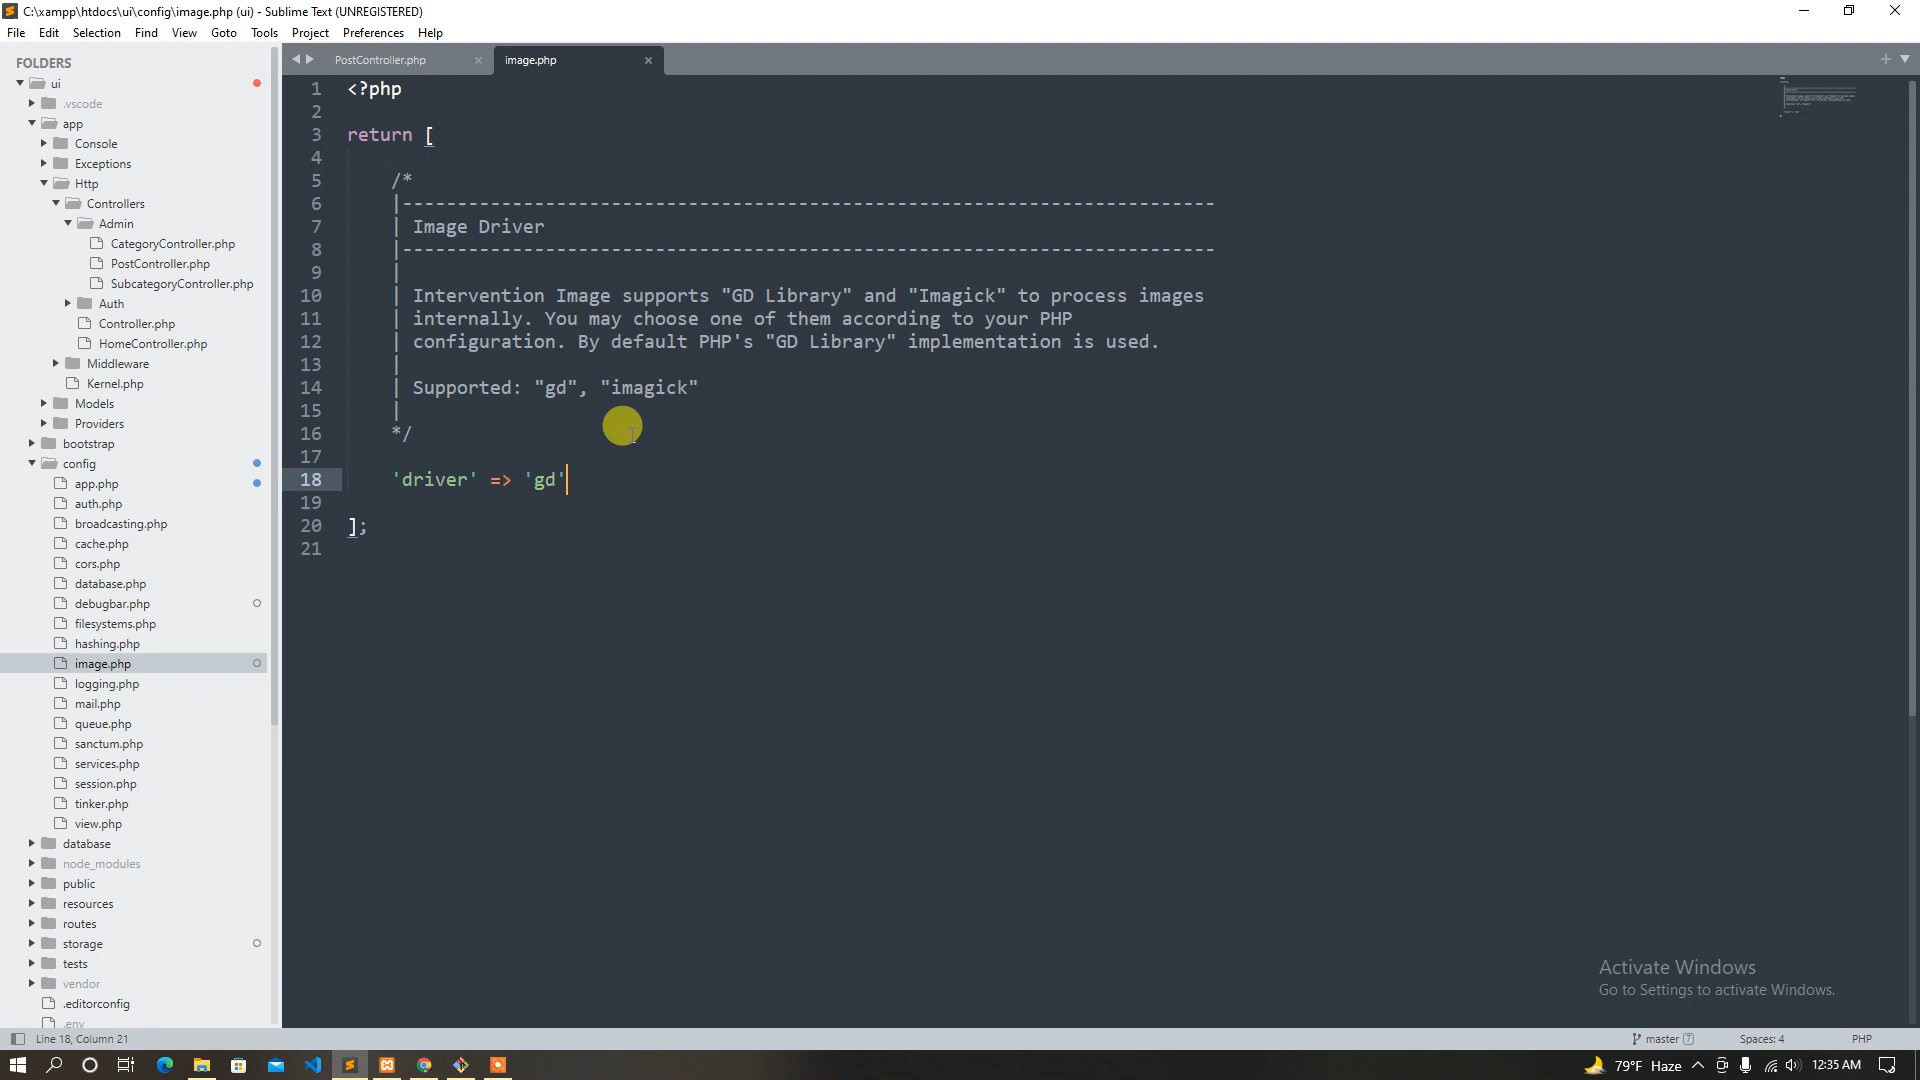 C:\xampp\htdocs\ui\config\image.php (ui) - Sublime Text (UNREGISTERED)
File Edit Selection Find View Goto Tools Project Preferences Help
FOLDERS
ui
.vscode
app
Console
Exceptions
Http
Controllers
Admin
CategoryController.php
PostController.php
SubcategoryController.php
Auth
Controller.php
HomeController.php
Middleware
Kernel.php
Models
Providers
bootstrap
config
app.php
auth.php
broadcasting.php
cache.php
cors.php
database.php
debugbar.php
filesystems.php
hashing.php
image.php
logging.php
mail.php
queue.php
sanctum.php
services.php
session.php
tinker.php
view.php
database
node_modules
public
resources
routes
storage
tests
vendor
.editorconfig
.env
PostController.php
image.php
1 <?php
2
3 return [
4
5 /*
6 |--------------------------------------------------------------------------
7 | Image Driver
8 |--------------------------------------------------------------------------
9 |
10 | Intervention Image supports "GD Library" and "Imagick" to process images
11 | internally. You may choose one of them according to your PHP
12 | configuration. By default PHP's "GD Library" implementation is used.
13 |
14 | Supported: "gd", "imagick"
15 |
16 */
17
18 'driver' => 'gd'
19
20 ];
21
Activate Windows
Go to Settings to activate Windows.
Line 18, Column 21
master 7
Spaces: 4
PHP
79°F Haze
12:35 AM